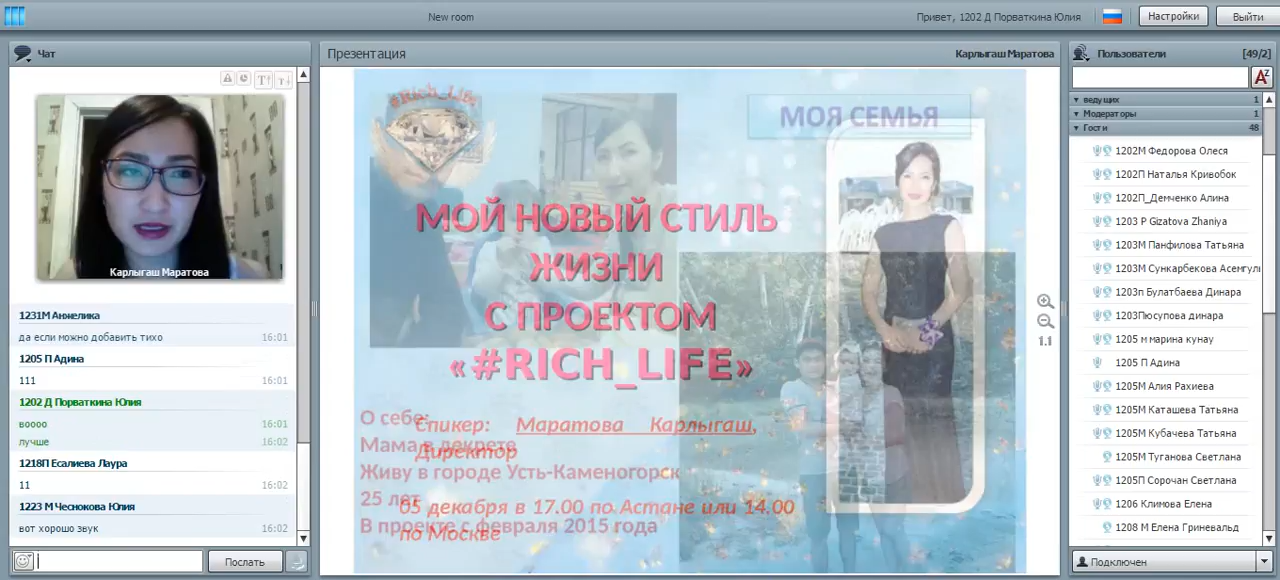 New room
Привет, 1202 Д Порваткина Юлия
Настройки
Выйти
Чат
Карлыгаш Маратова
1231М Анжелика
да если можно добавить тихо 16:01
1205 П Адина
111 16:01
1202 Д Порваткина Юлия
воооо 16:01
лучше 16:02
1218П Есалиева Лаура
11 16:02
1223 М Чеснокова Юлия
вот хорошо звук 16:02
Послать
Презентация
Карлыгаш Маратова
#Rich_Life
МОЯ СЕМЬЯ
МОЙ НОВЫЙ СТИЛЬ
ЖИЗНИ
С ПРОЕКТОМ
«#RICH_LIFE»
О себе:
Мама в декрете
Живу в городе Усть-Каменогорск
25 лет
В проекте с февраля 2015 года
Спикер: Маратова Карлыгаш,
Директор
05 декабря в 17.00 по Астане или 14.00
по Москве
1:1
Пользователи [49/2]
AZ
ведущих 1
Модераторы 1
Гости 48
1202М Федорова Олеся
1202П Наталья Кривобок
1202П_Демченко Алина
1203 P Gizatova Zhaniya
1203М Панфилова Татьяна
1203М Сункарбекова Асемгуль
1203п Булатбаева Динара
1203Пюсупова динара
1205 м марина кунау
1205 П Адина
1205М Алия Рахиева
1205М Каташева Татьяна
1205М Кубачева Татьяна
1205М Туганова Светлана
1205П Сорочан Светлана
1206 Климова Елена
1208 М Елена Гриневальд
Подключен